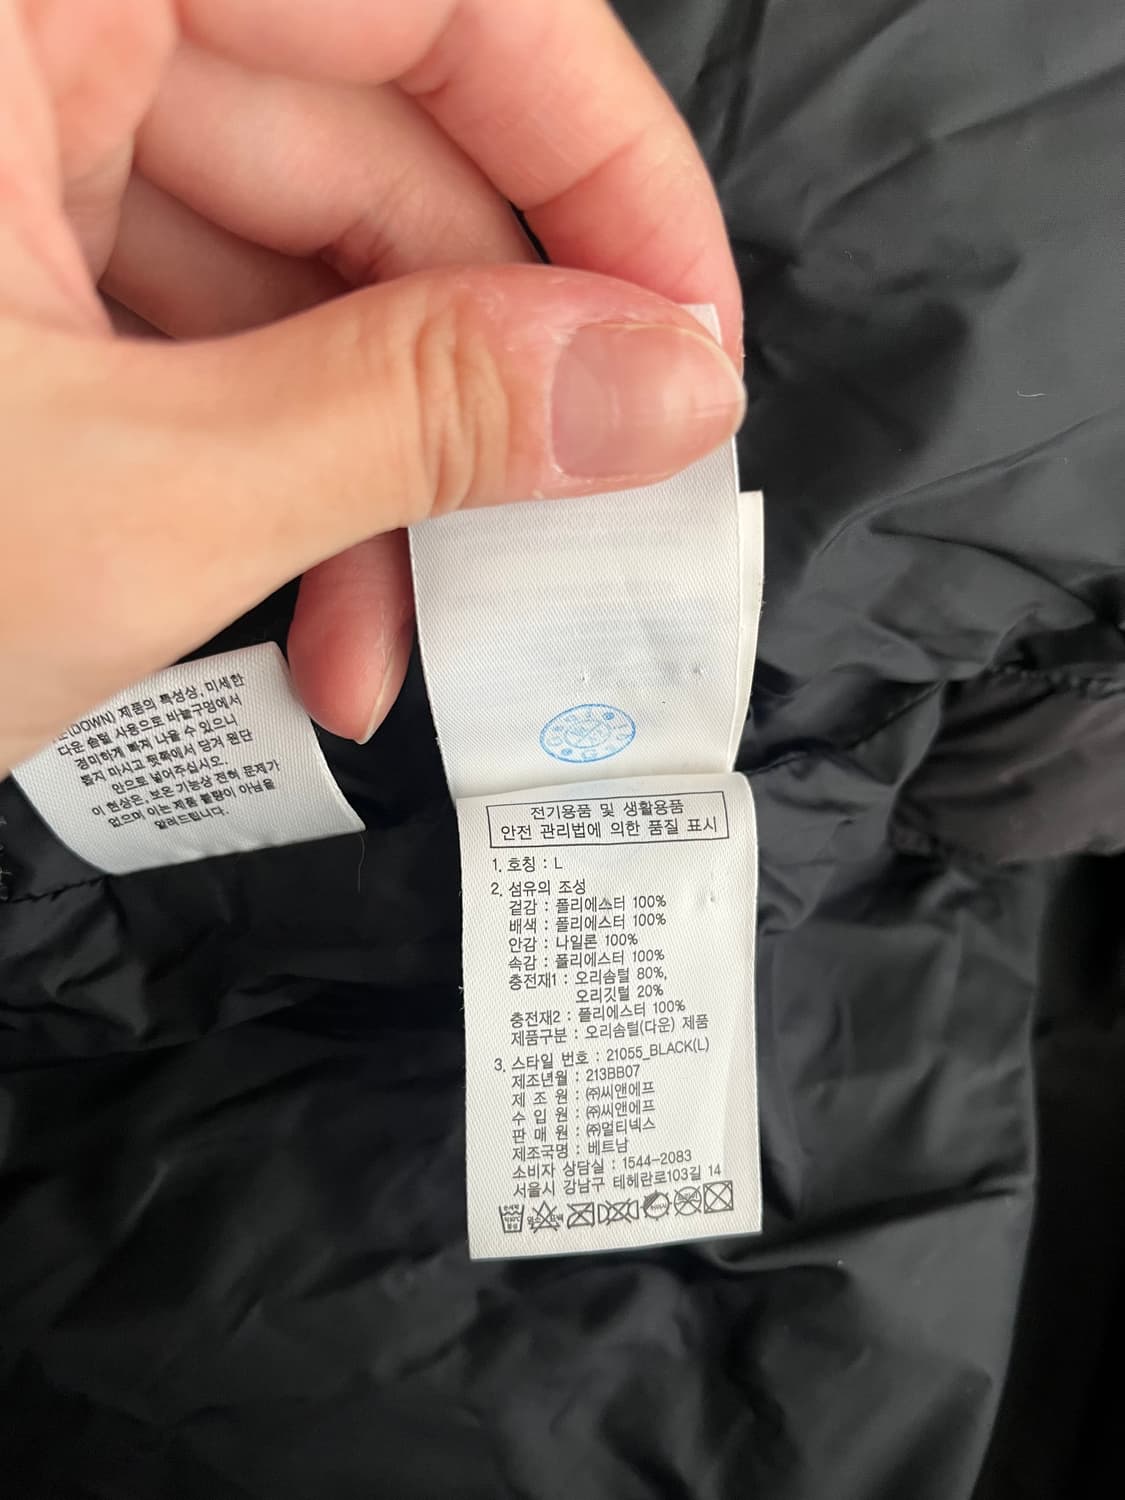 (DOWN) 제품의 특성상, 미세한
다운 솜털 사용으로 바늘구멍에서
경미하게 빠져 나올 수 있으니
뽑지 마시고 뒷쪽에서 당겨 원단
안으로 넣어주십시오.
이 현상은, 보온 기능상 전혀 문제가
없으며 이는 제품 불량이 아님을
알려드립니다.
전기용품 및 생활용품
안전 관리법에 의한 품질 표시
1. 호칭 : L
2. 섬유의 조성
겉감 : 폴리에스터 100%
배색 : 폴리에스터 100%
안감 : 나일론 100%
속감 : 폴리에스터 100%
충전재1 : 오리솜털 80%,
오리깃털 20%
충전재2 : 폴리에스터 100%
제품구분 : 오리솜털(다운) 제품
3. 스타일 번호 : 21055_BLACK(L)
제조년월 : 213BB07
제 조 원 : ㈜씨앤에프
수 입 원 : ㈜씨앤에프
판 매 원 : ㈜멀티넥스
제조국명 : 베트남
소비자 상담실 : 1544-2083
서울시 강남구 테헤란로103길 14